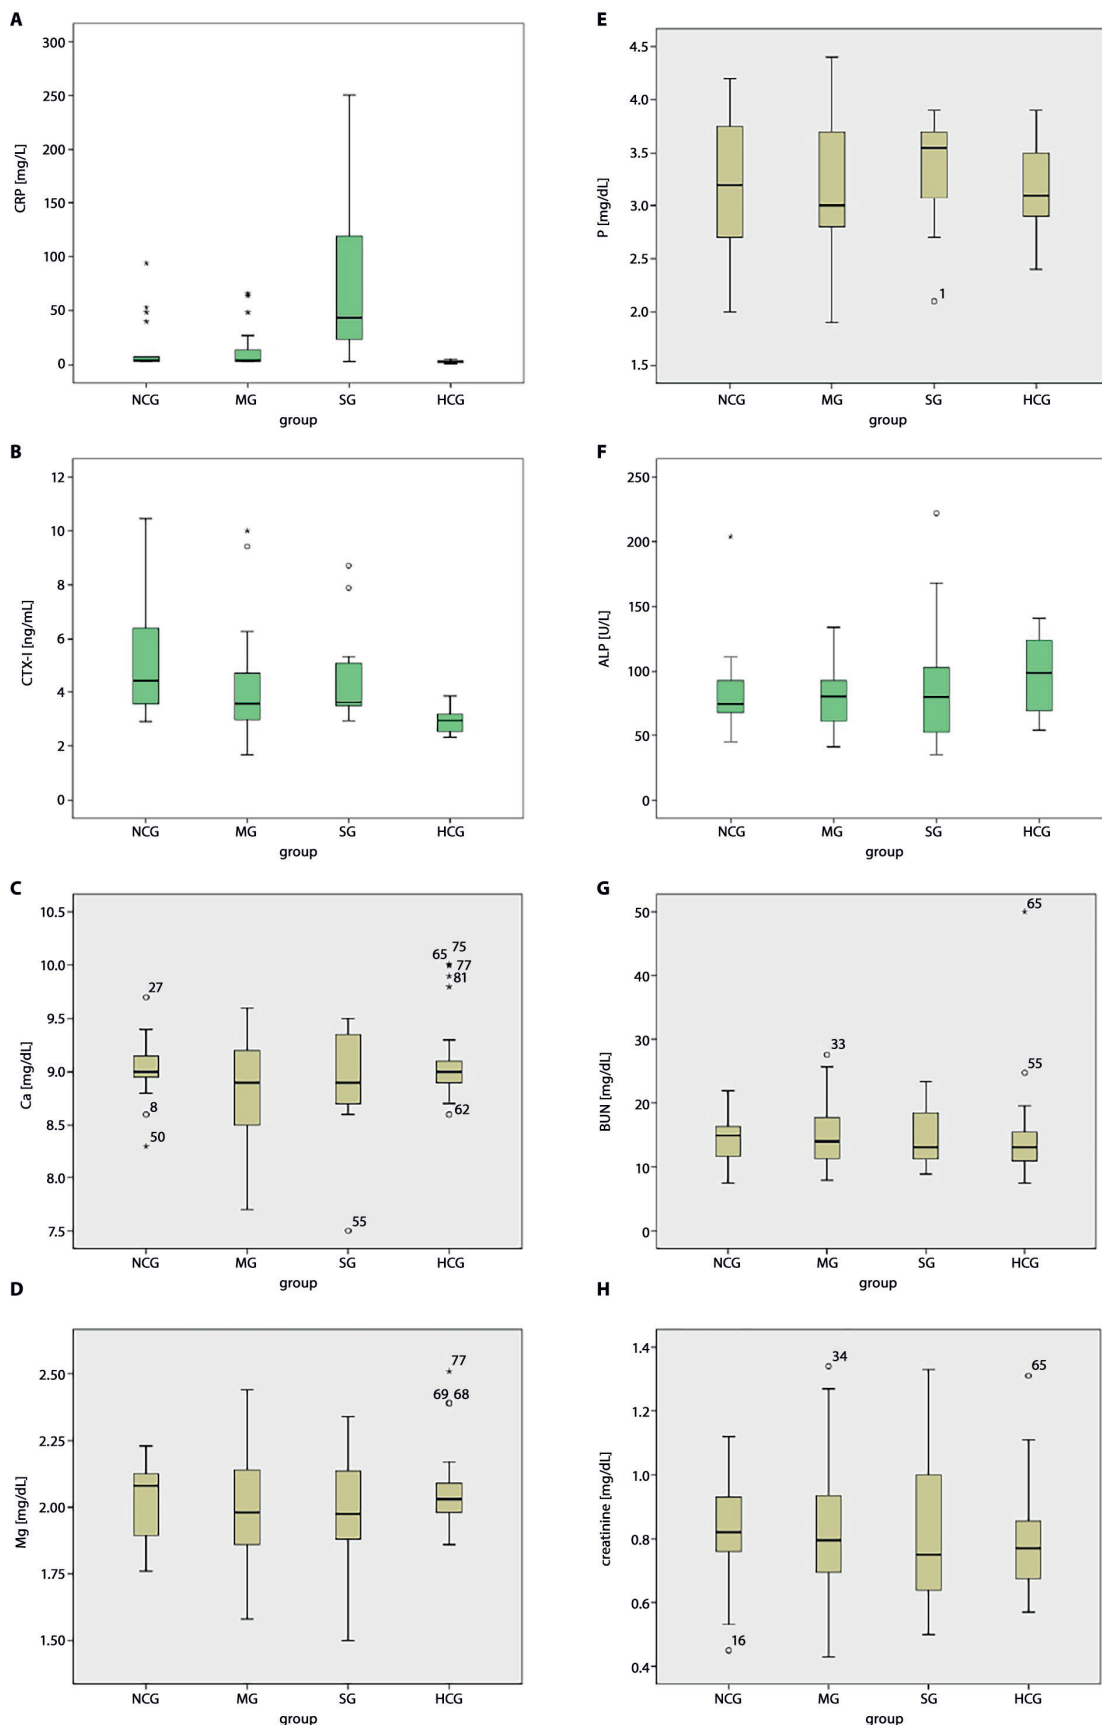 A
CRP [mg/L]
300
250
200
150
100
50
0
NCG MG SG HCG
group
B
CTX-I [ng/mL]
12
10
8
6
4
2
0
NCG MG SG HCG
group
C
Ca [mg/dL]
10.5
10.0
9.5
9.0
8.5
8.0
7.5
27
8
50
55
65 75
77
81
62
NCG MG SG HCG
group
D
Mg [mg/dL]
2.50
2.25
2.00
1.75
1.50
77
69 68
NCG MG SG HCG
group
E
P [mg/dL]
4.5
4.0
3.5
3.0
2.5
2.0
1.5
1
NCG MG SG HCG
group
F
ALP [U/L]
250
200
150
100
50
0
NCG MG SG HCG
group
G
BUN [mg/dL]
50
40
30
20
10
0
33
65
55
NCG MG SG HCG
group
H
creatinine [mg/dL]
1.4
1.2
1.0
0.8
0.6
0.4
16
34
65
NCG MG SG HCG
group